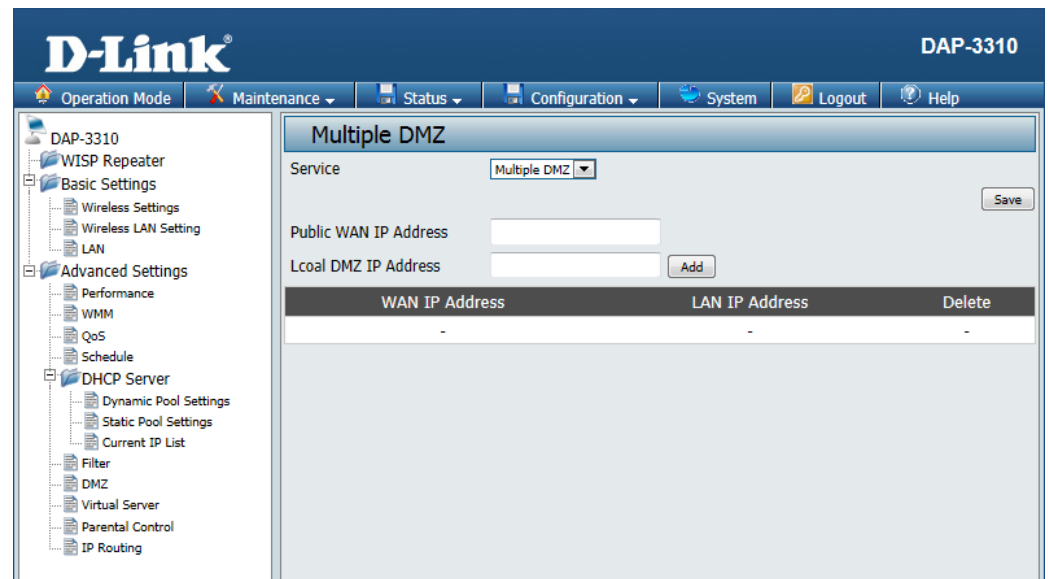 D-Link®
DAP-3310
Operation Mode Maintenance Status Configuration System Logout Help
DAP-3310
WISP Repeater
Basic Settings
Wireless Settings
Wireless LAN Setting
LAN
Advanced Settings
Performance
WMM
QoS
Schedule
DHCP Server
Dynamic Pool Settings
Static Pool Settings
Current IP List
Filter
DMZ
Virtual Server
Parental Control
IP Routing
Multiple DMZ
Service Multiple DMZ
Save
Public WAN IP Address
Lcoal DMZ IP Address Add
WAN IP Address LAN IP Address Delete
- - -